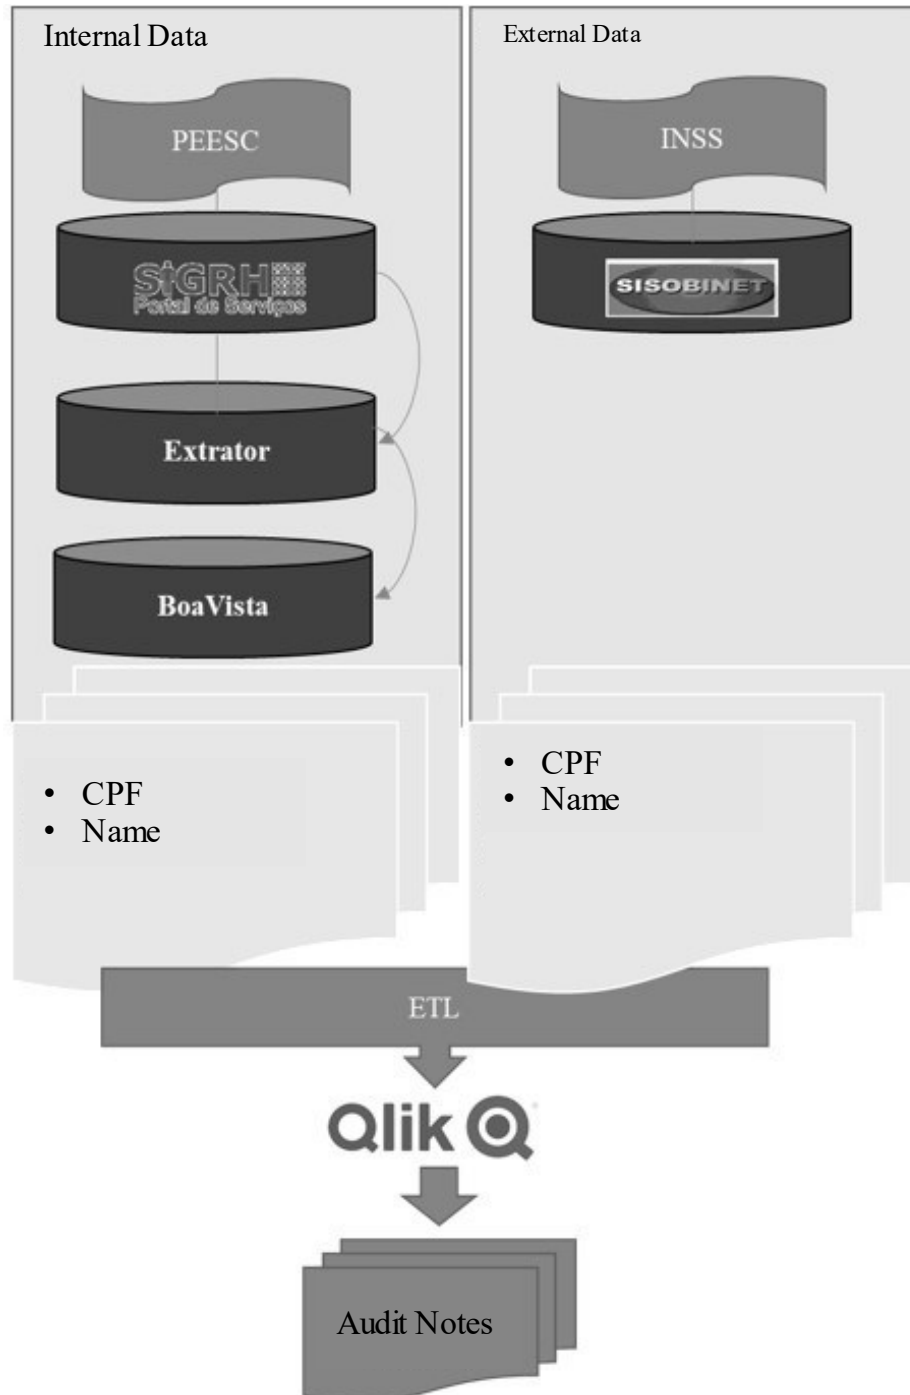 Internal Data
PEESC
SIGRH
Portal de Serviços
Extrator
BoaVista
• CPF
• Name
External Data
INSS
SISOBINET
• CPF
• Name
ETL
Qlik
Audit Notes